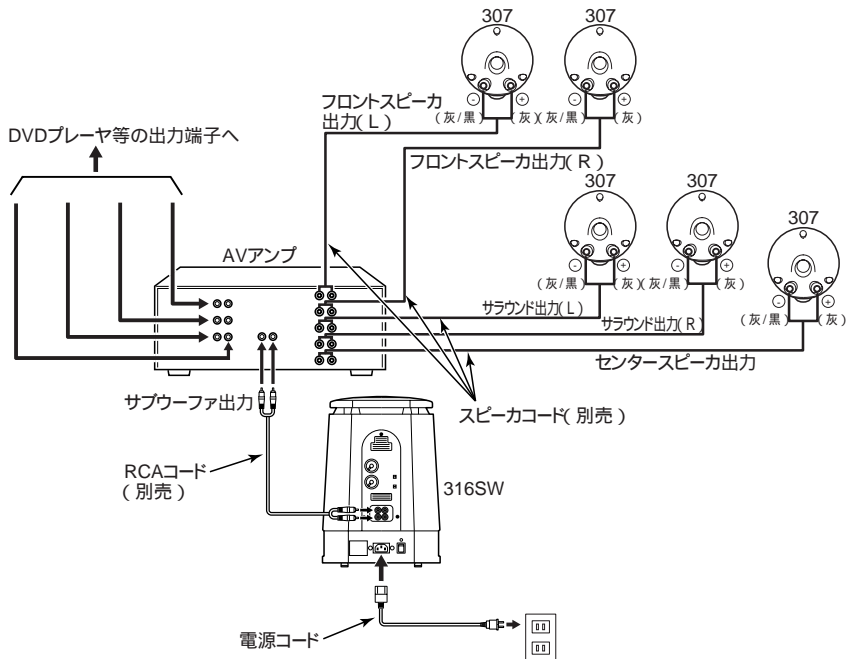 307
307
フロントスピーカ
出力(L)
- +
(灰/黒) (灰)
- +
(灰/黒) (灰)
DVDプレーヤ等の出力端子へ
フロントスピーカ出力(R)
307
307
307
AVアンプ
- +
(灰/黒) (灰)
- +
(灰/黒) (灰)
- +
(灰/黒) (灰)
サラウンド出力(L)
サラウンド出力(R)
センタースピーカ出力
サブウーファ出力
スピーカコード(別売)
RCAコード
(別売)
316SW
電源コード